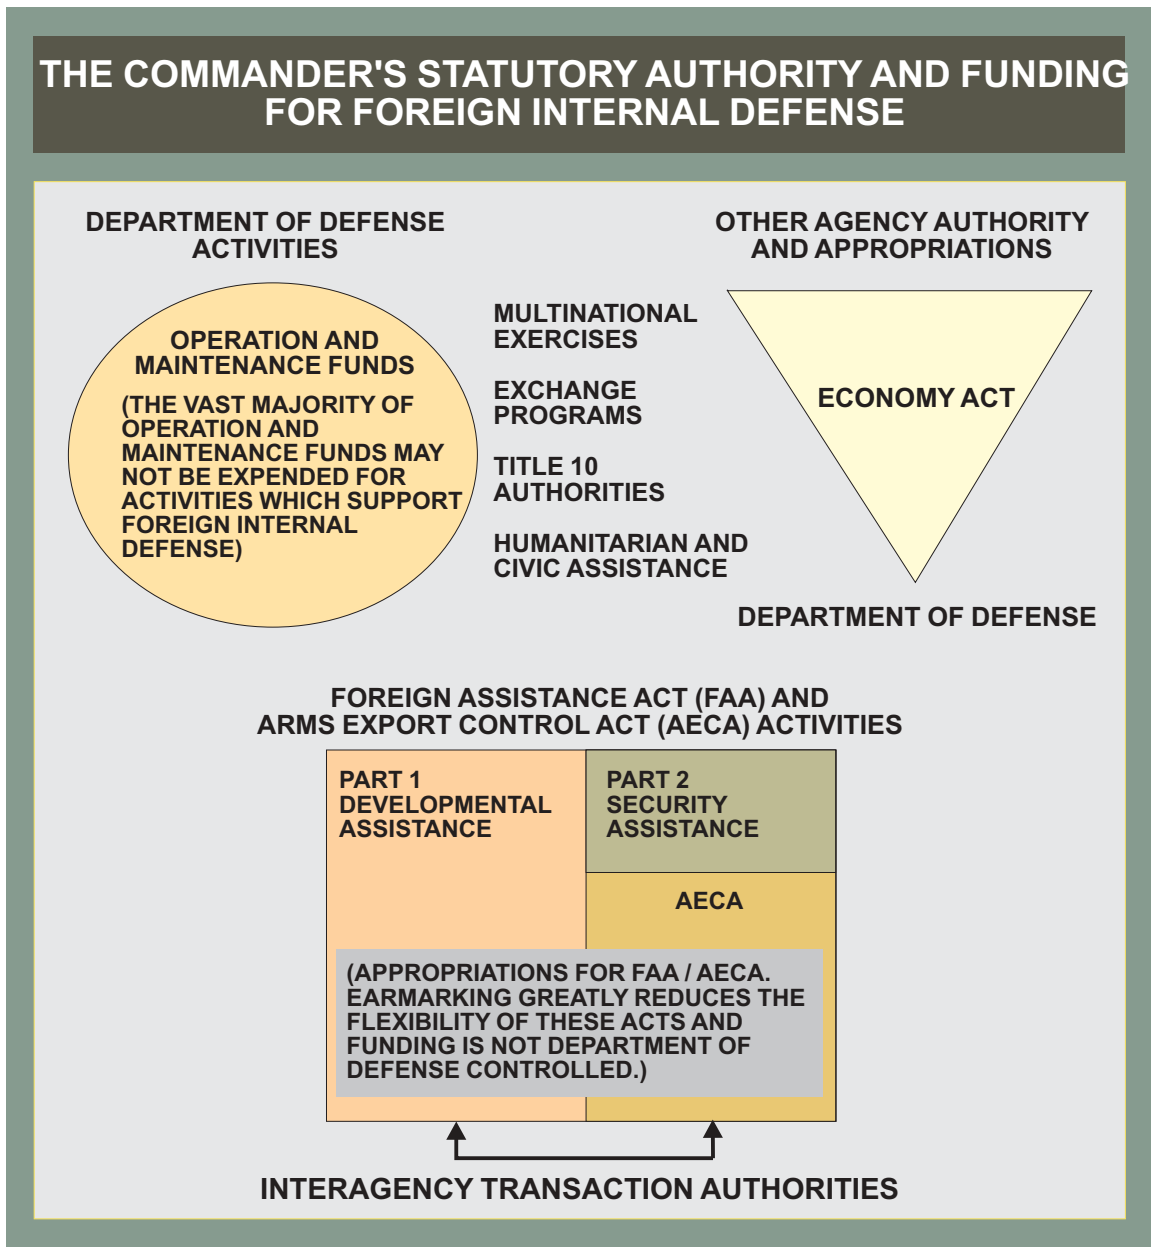 THE COMMANDER'S STATUTORY AUTHORITY AND FUNDING
FOR FOREIGN INTERNAL DEFENSE
DEPARTMENT OF DEFENSE
ACTIVITIES
OPERATION AND
MAINTENANCE FUNDS
(THE VAST MAJORITY OF
OPERATION AND
MAINTENANCE FUNDS MAY
NOT BE EXPENDED FOR
ACTIVITIES WHICH SUPPORT
FOREIGN INTERNAL
DEFENSE)
MULTINATIONAL
EXERCISES
EXCHANGE
PROGRAMS
TITLE 10
AUTHORITIES
HUMANITARIAN AND
CIVIC ASSISTANCE
OTHER AGENCY AUTHORITY
AND APPROPRIATIONS
ECONOMY ACT
DEPARTMENT OF DEFENSE
FOREIGN ASSISTANCE ACT (FAA) AND
ARMS EXPORT CONTROL ACT (AECA) ACTIVITIES
PART 1
DEVELOPMENTAL
ASSISTANCE
PART 2
SECURITY
ASSISTANCE
AECA
(APPROPRIATIONS FOR FAA / AECA.
EARMARKING GREATLY REDUCES THE
FLEXIBILITY OF THESE ACTS AND
FUNDING IS NOT DEPARTMENT OF
DEFENSE CONTROLLED.)
INTERAGENCY TRANSACTION AUTHORITIES